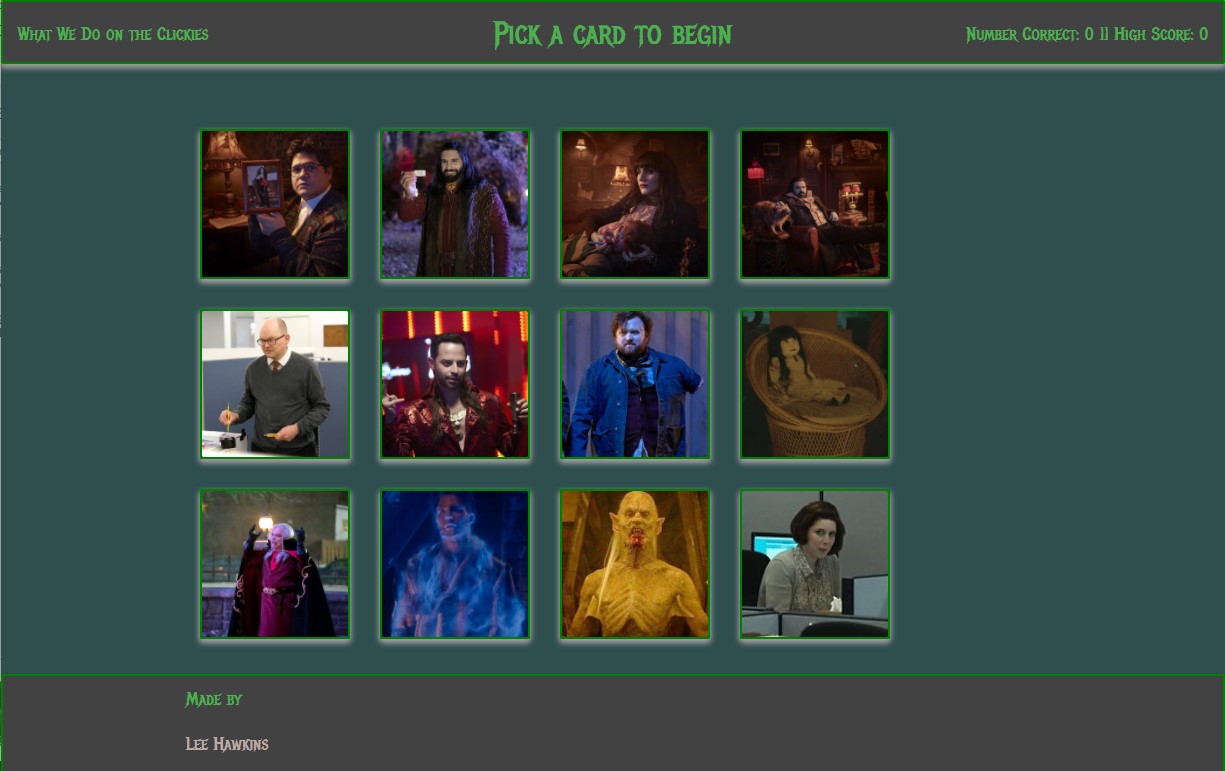 What We Do on the Clickies
Pick a card to begin
Number Correct: 0 || High Score: 0
Made by
Lee Hawkins